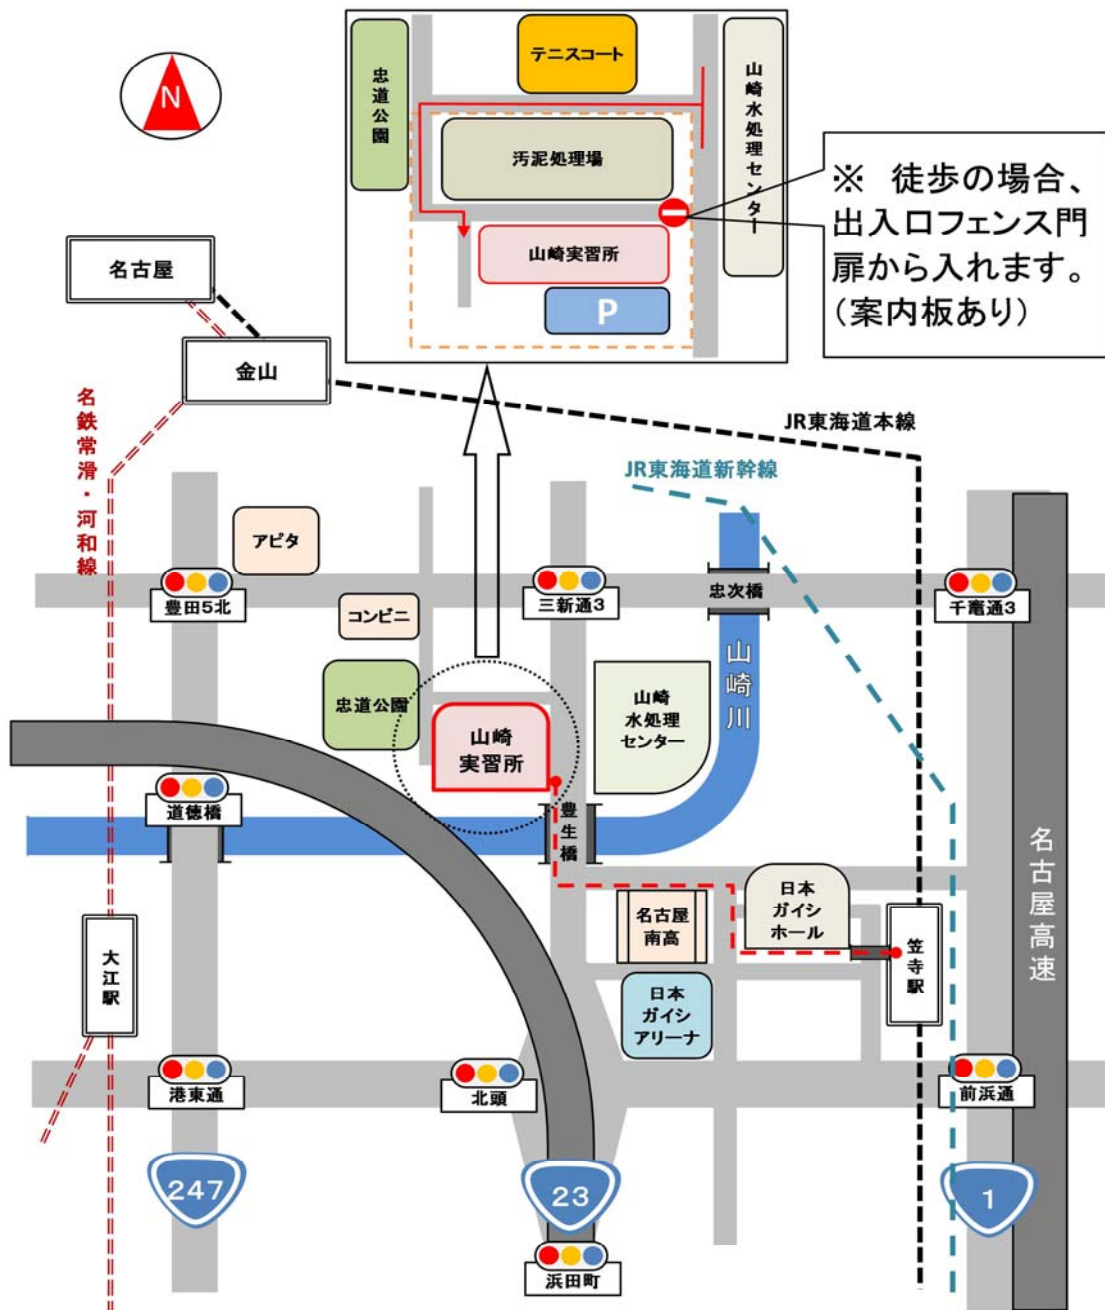 N
忠道公園
テニスコート
山崎水処理センター
汚泥処理場
山崎実習所
P
※ 徒歩の場合、
出入口フェンス門
扉から入れます。
（案内板あり）
名古屋
金山
名鉄常滑・河和線
JR東海道本線
JR東海道新幹線
アピタ
豊田5北
コンビニ
三新通3
忠次橋
千竃通3
忠道公園
山崎
実習所
山崎
水処理
センター
山崎川
道徳橋
豊生橋
名古屋高速
大江駅
名古屋
南高
日本
ガイシ
ホール
笠寺駅
日本
ガイシ
アリーナ
港東通
北頭
前浜通
247
23
1
浜田町